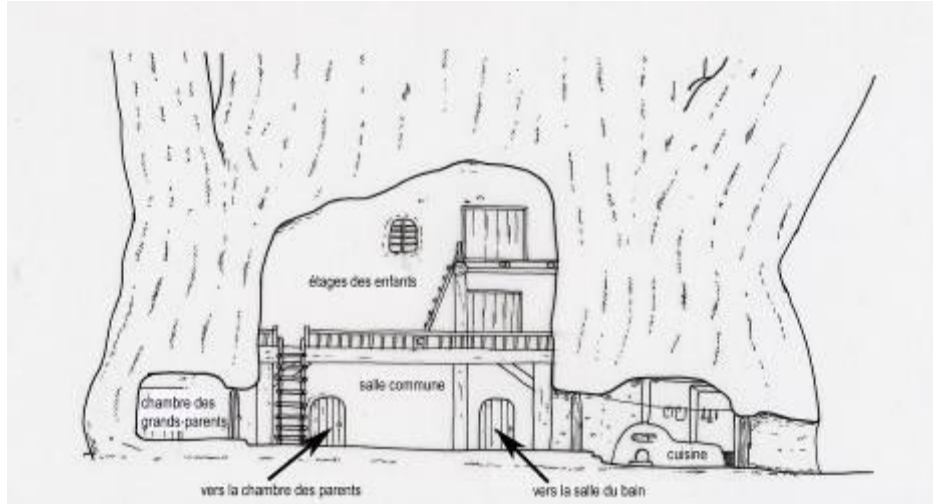 étages des enfants
salle commune
chambre des
grands-parents
cuisine
vers la chambre des parents
vers la salle du bain